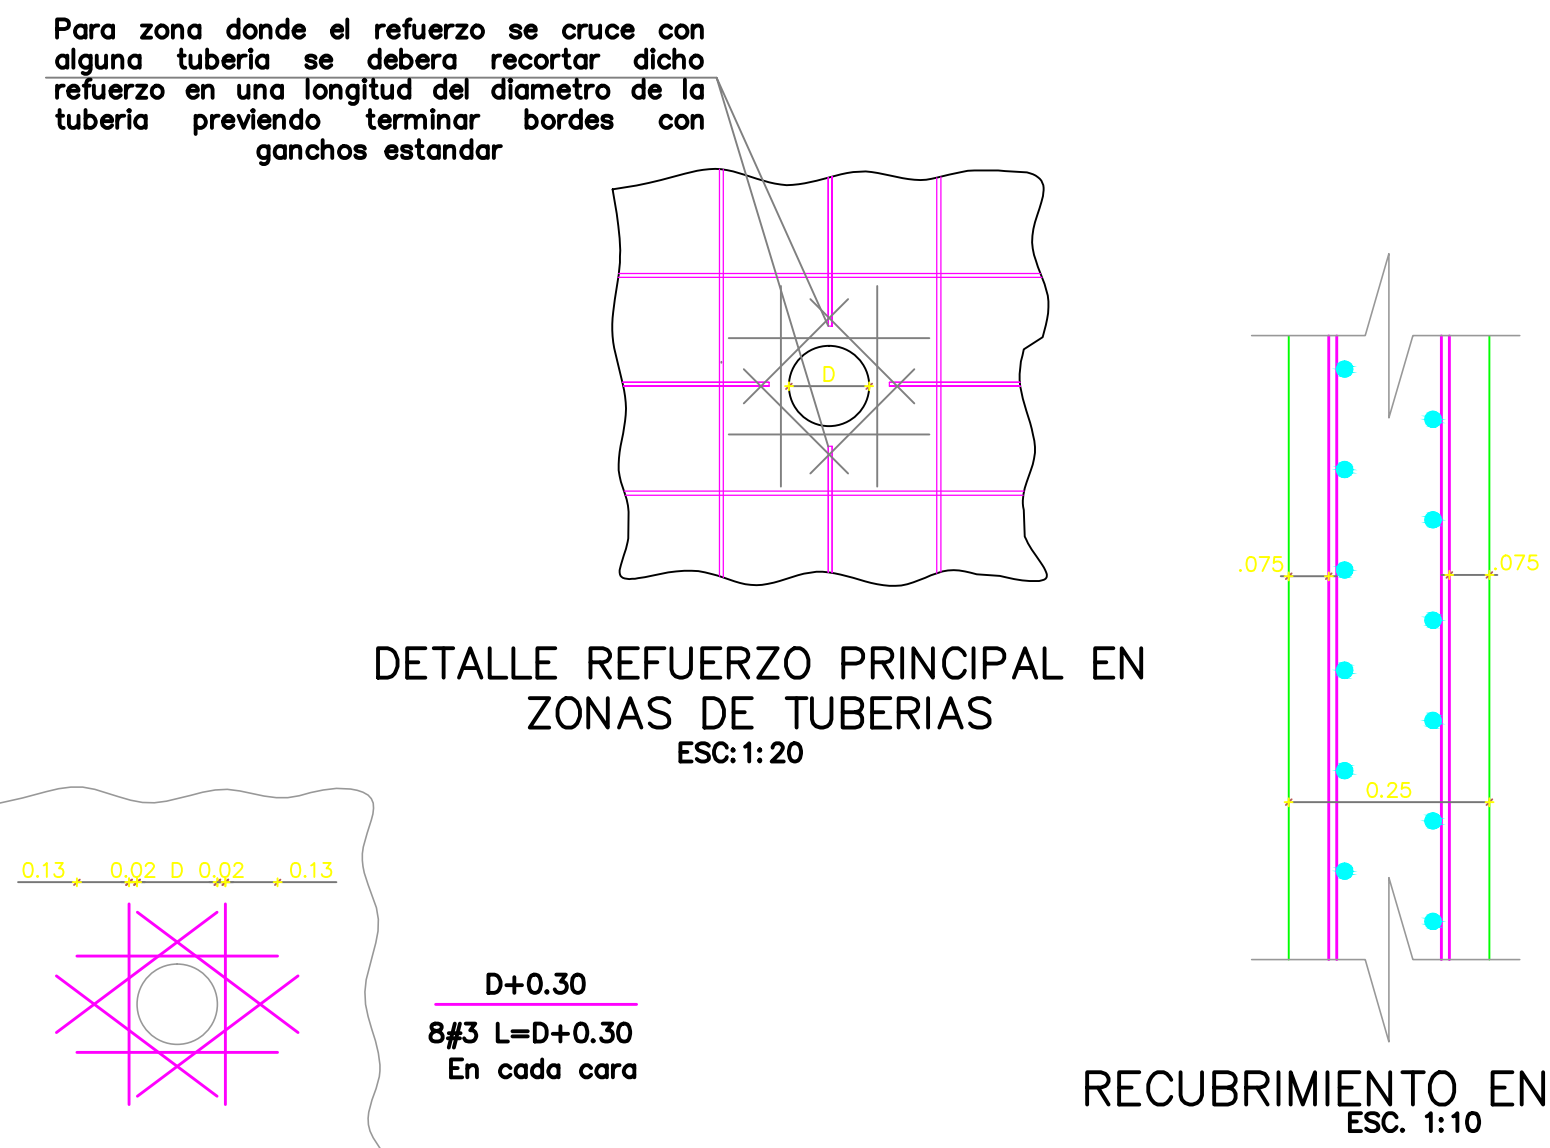 Para zona donde el refuerzo se cruce con
alguna tuberia se debera recortar dicho
refuerzo en una longitud del diametro de la
tuberia previendo terminar bordes con
ganchos estandar
D
DETALLE REFUERZO PRINCIPAL EN
ZONAS DE TUBERIAS
ESC:1:20
.075
.075
0.25
0.13 0.02 D 0.02 0.13
D+0.30
8#3 L=D+0.30
En cada cara
RECUBRIMIENTO EN
ESC. 1:10